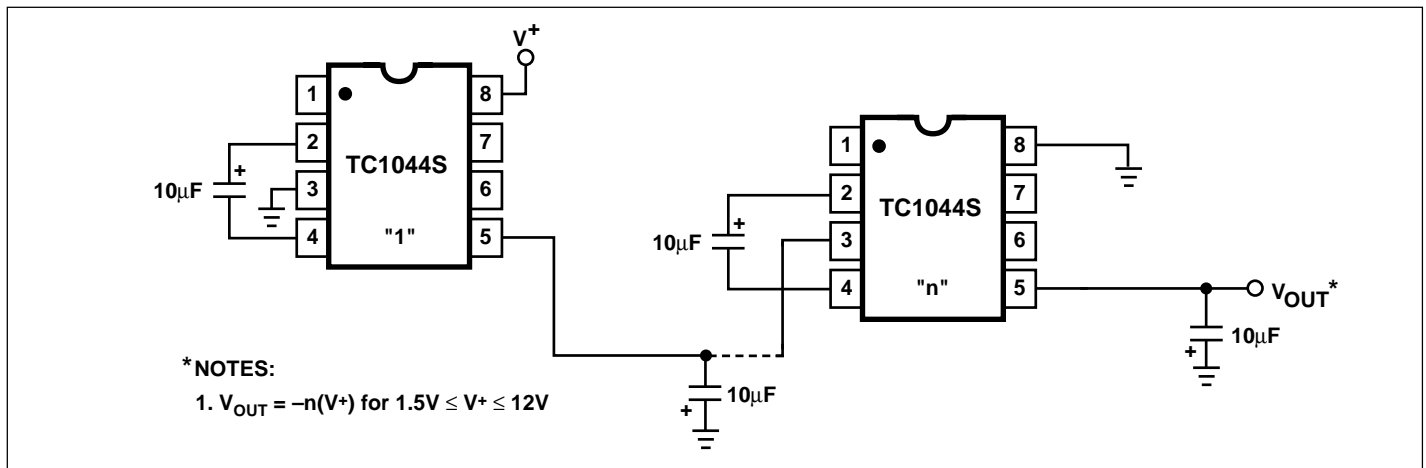 V+
1
8
2
7
TC1044S
10µF
+
3
6
4
"1"
5
1
8
2
7
TC1044S
10µF
+
3
6
4
"n"
5
VOUT*
10µF
+
10µF
+
*NOTES:
1. VOUT = –n(V+) for 1.5V ≤ V+ ≤ 12V